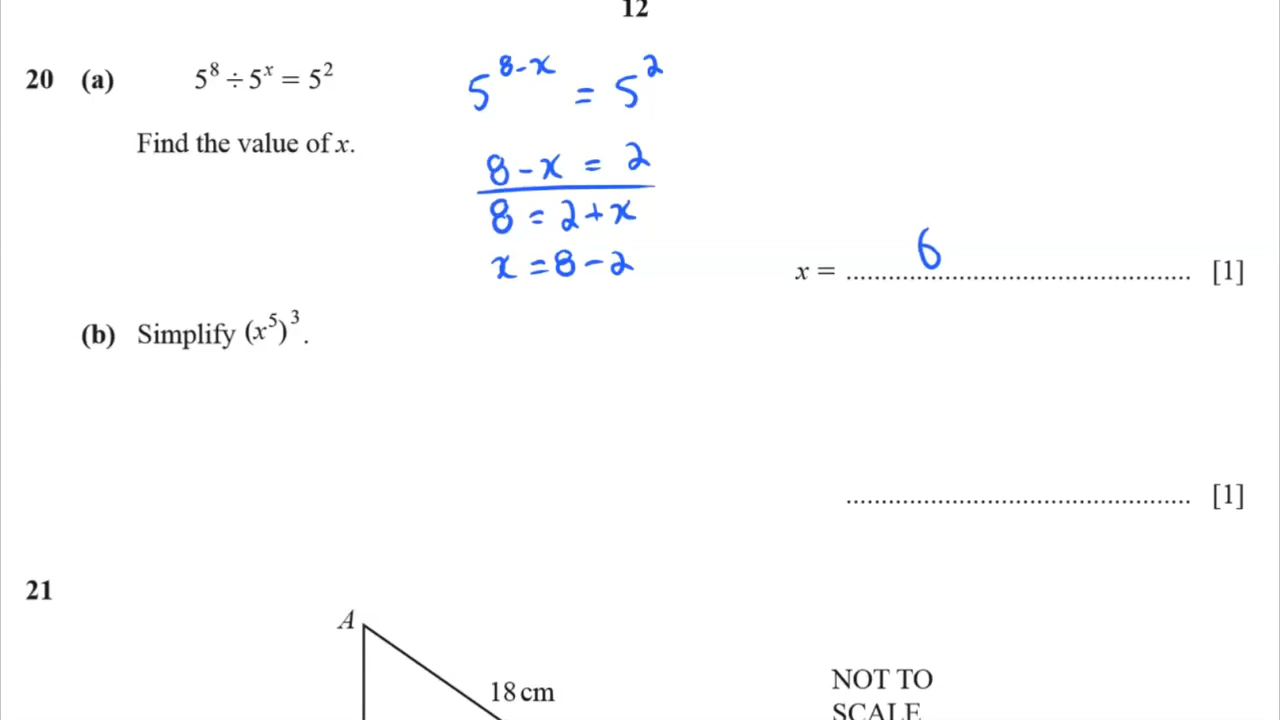 12
20 (a) 5⁸ ÷ 5ˣ = 5² 5⁸⁻ˣ = 5²
Find the value of x.
8 - x = 2
8 = 2 + x
x = 8 - 2
x = 6 [1]
(b) Simplify (x⁵)³.
[1]
21
A
18 cm
NOT TO
SCALE